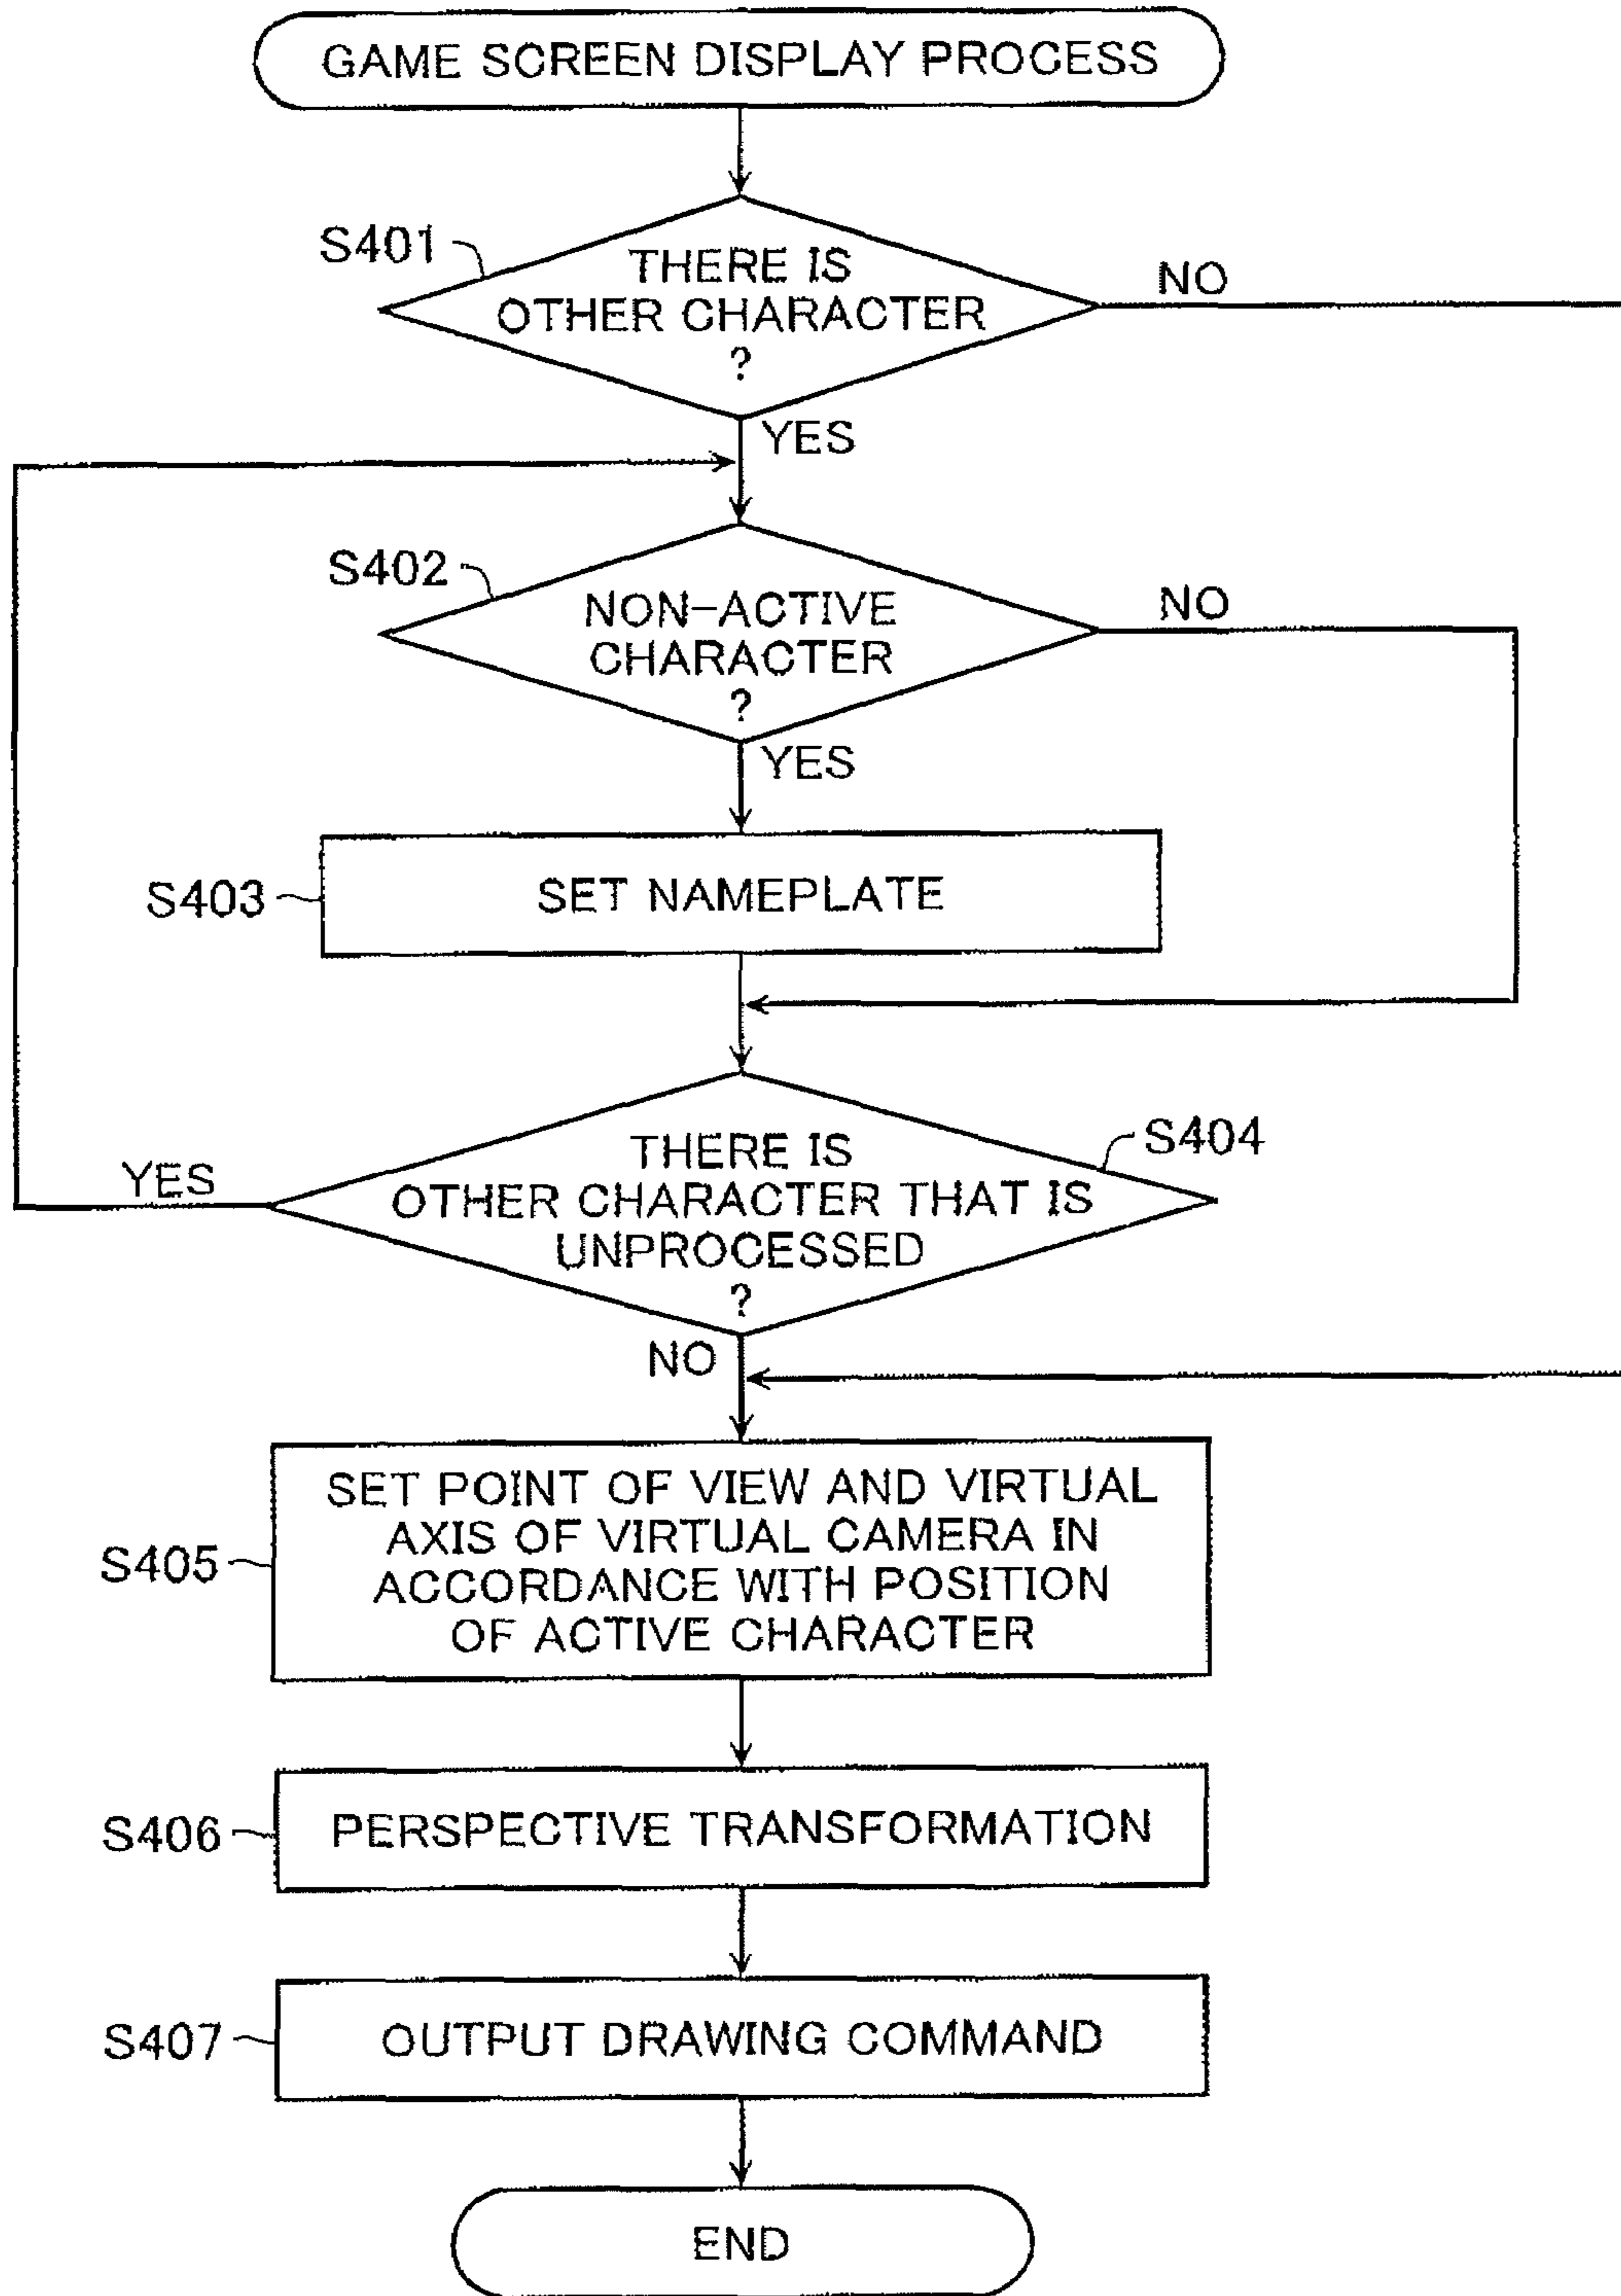 GAME SCREEN DISPLAY PROCESS
S401
THERE IS
OTHER CHARACTER
?
NO
YES
S402
NON-ACTIVE
CHARACTER
?
NO
YES
S403
SET NAMEPLATE
S404
THERE IS
OTHER CHARACTER THAT IS
UNPROCESSED
?
YES
NO
S405
SET POINT OF VIEW AND VIRTUAL
AXIS OF VIRTUAL CAMERA IN
ACCORDANCE WITH POSITION
OF ACTIVE CHARACTER
S406
PERSPECTIVE TRANSFORMATION
S407
OUTPUT DRAWING COMMAND
END